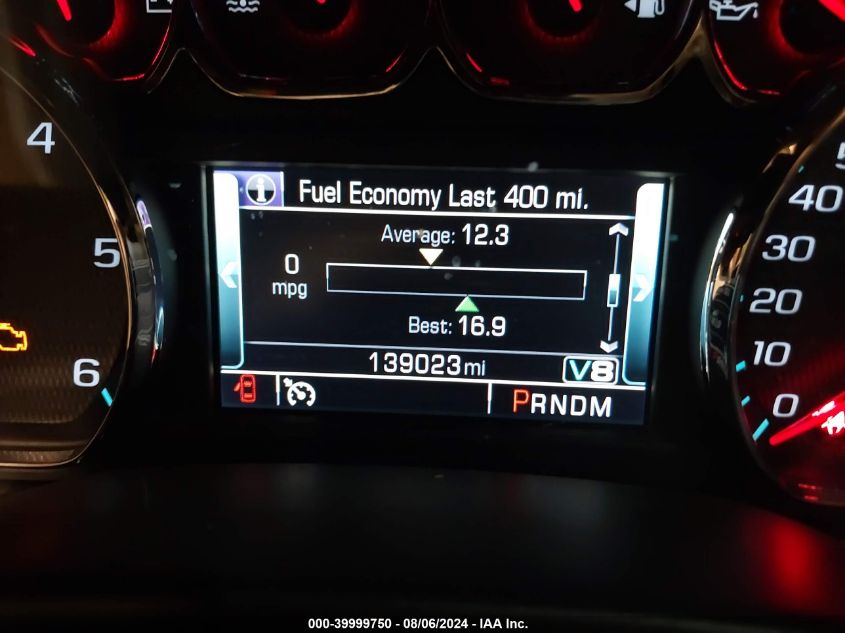 Fuel Economy Last 400 mi.
Average: 12.3
0
mpg
Best: 16.9
139023 mi
V8
PRNDM
4
5
6
40
30
20
10
0
000-39999750 - 08/06/2024 - IAA Inc.